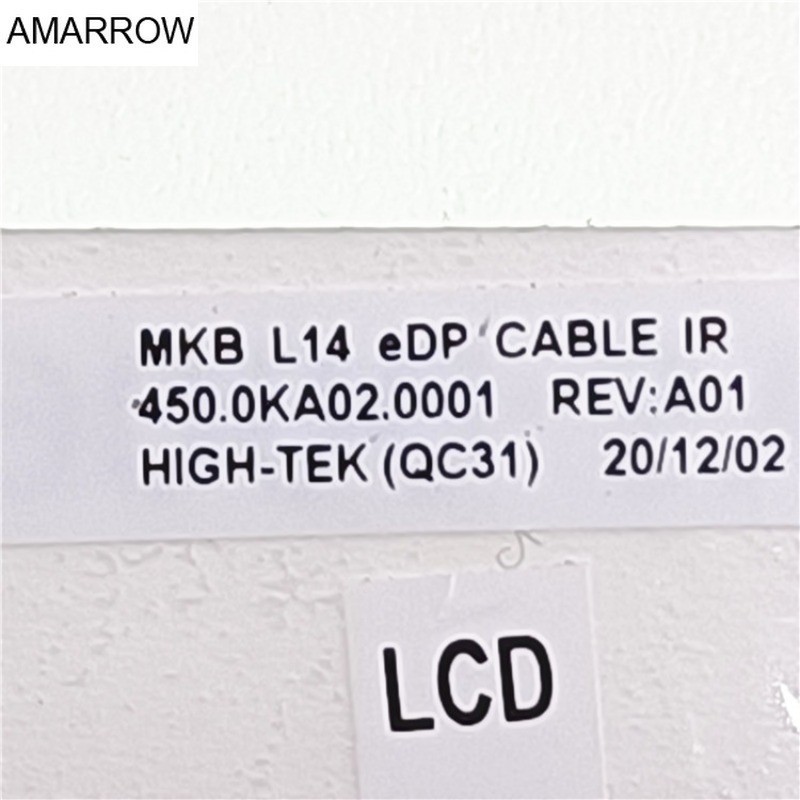 AMARROW
MKB L14 eDP CABLE IR
450.0KA02.0001 REV:A01
HIGH-TEK (QC31) 20/12/02
LCD